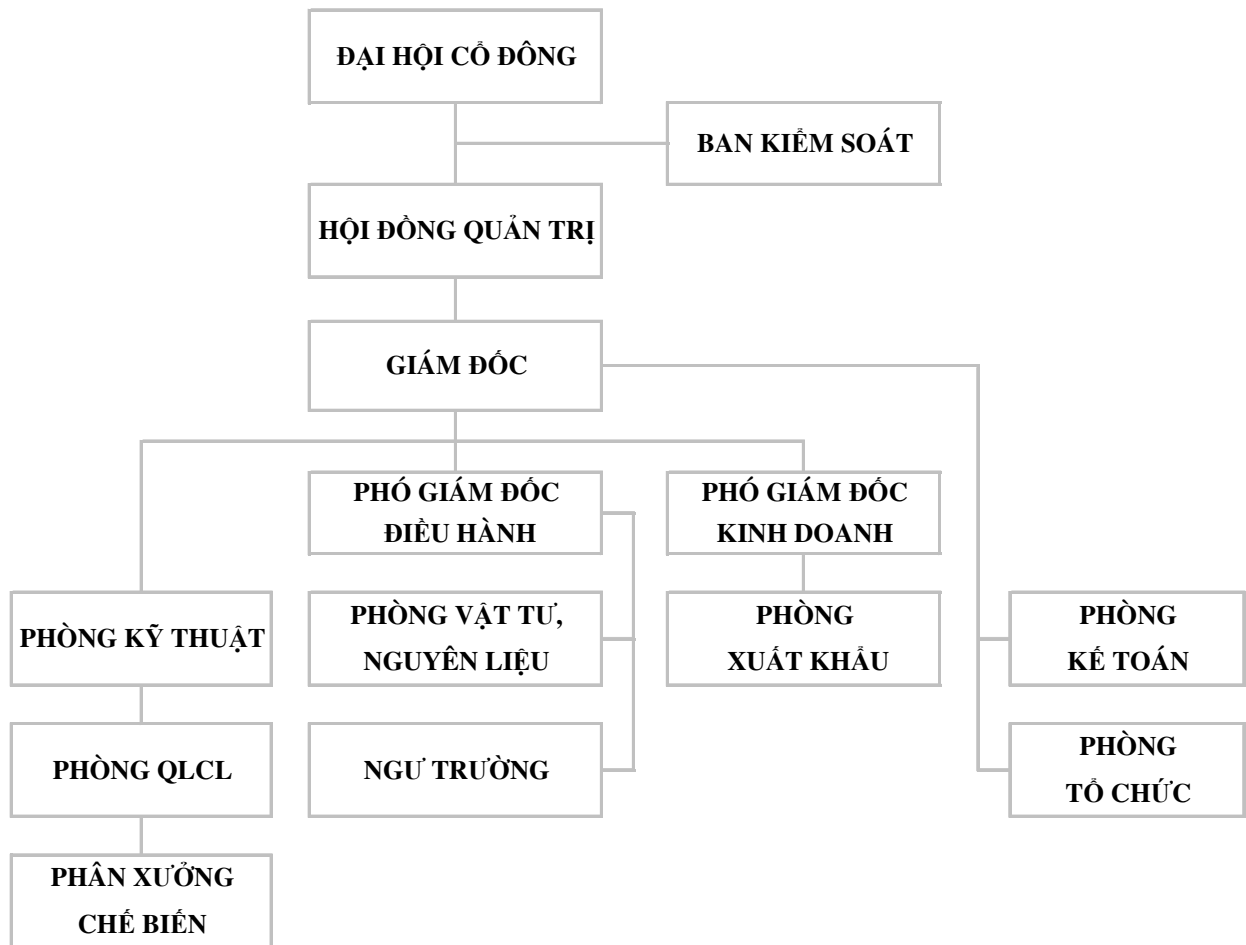 ĐẠI HỘI CỔ ĐÔNG
BAN KIỂM SOÁT
HỘI ĐỒNG QUẢN TRỊ
GIÁM ĐỐC
PHÓ GIÁM ĐỐC
ĐIỀU HÀNH
PHÓ GIÁM ĐỐC
KINH DOANH
PHÒNG KỸ THUẬT
PHÒNG VẬT TƯ,
NGUYÊN LIỆU
PHÒNG
XUẤT KHẨU
PHÒNG
KẾ TOÁN
PHÒNG QLCL
NGƯ TRƯỜNG
PHÒNG
TỔ CHỨC
PHÂN XƯỞNG
CHẾ BIẾN